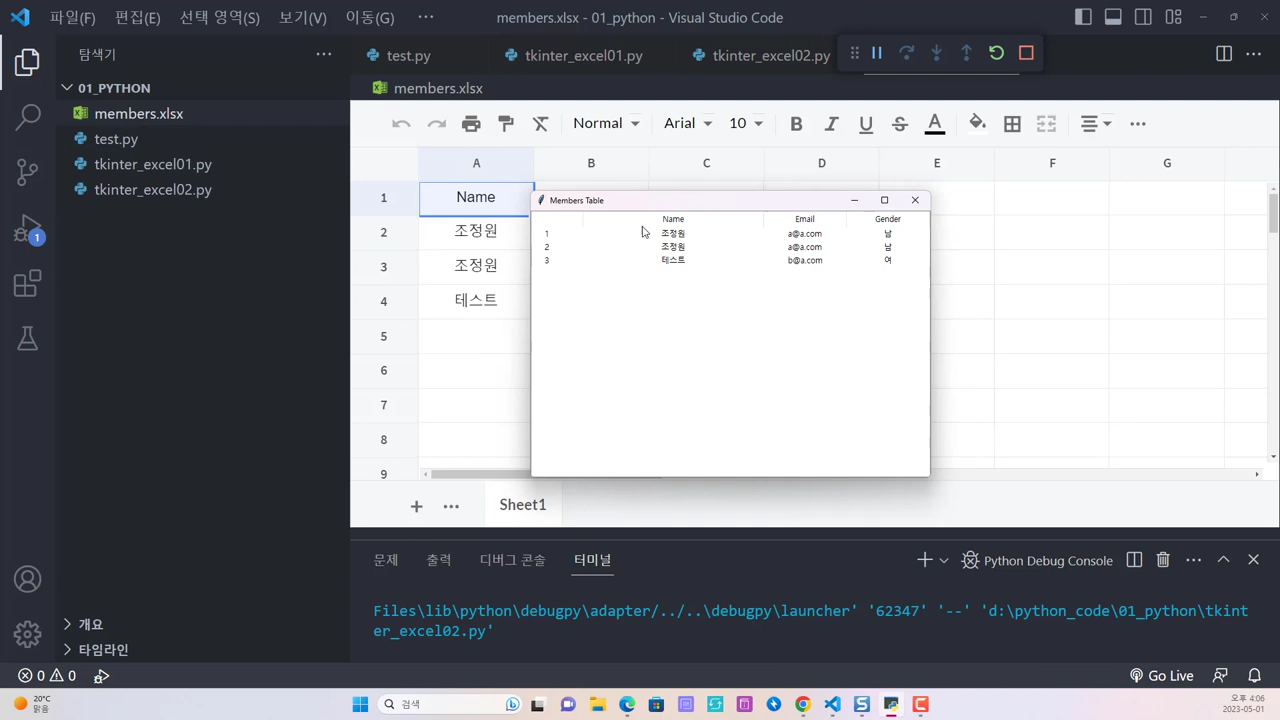 파일(F) 편집(E) 선택 영역(S) 보기(V) 이동(G) ··· members.xlsx - 01_python - Visual Studio Code
탐색기 ···
test.py tkinter_excel01.py tkinter_excel02.py ···
01_PYTHON
members.xlsx
test.py
tkinter_excel01.py
tkinter_excel02.py
members.xlsx
Normal Arial 10 B I U S A ···
A B C D E F G
1 Name
2 조정원
3 조정원
4 테스트
5
6
7
8
9
Members Table
Name Email Gender
1 조정원 a@a.com 남
2 조정원 a@a.com 남
3 테스트 b@a.com 여
+ ··· Sheet1
1
문제 출력 디버그 콘솔 터미널 Python Debug Console ···
Files\lib\python\debugpy\adapter/../..\debugpy\launcher' '62347' '--' 'd:\python_code\01_python\tkint
er_excel02.py'
개요
타임라인
0 0 Go Live
20°C
맑음
검색
오후 4:06
2023-05-01